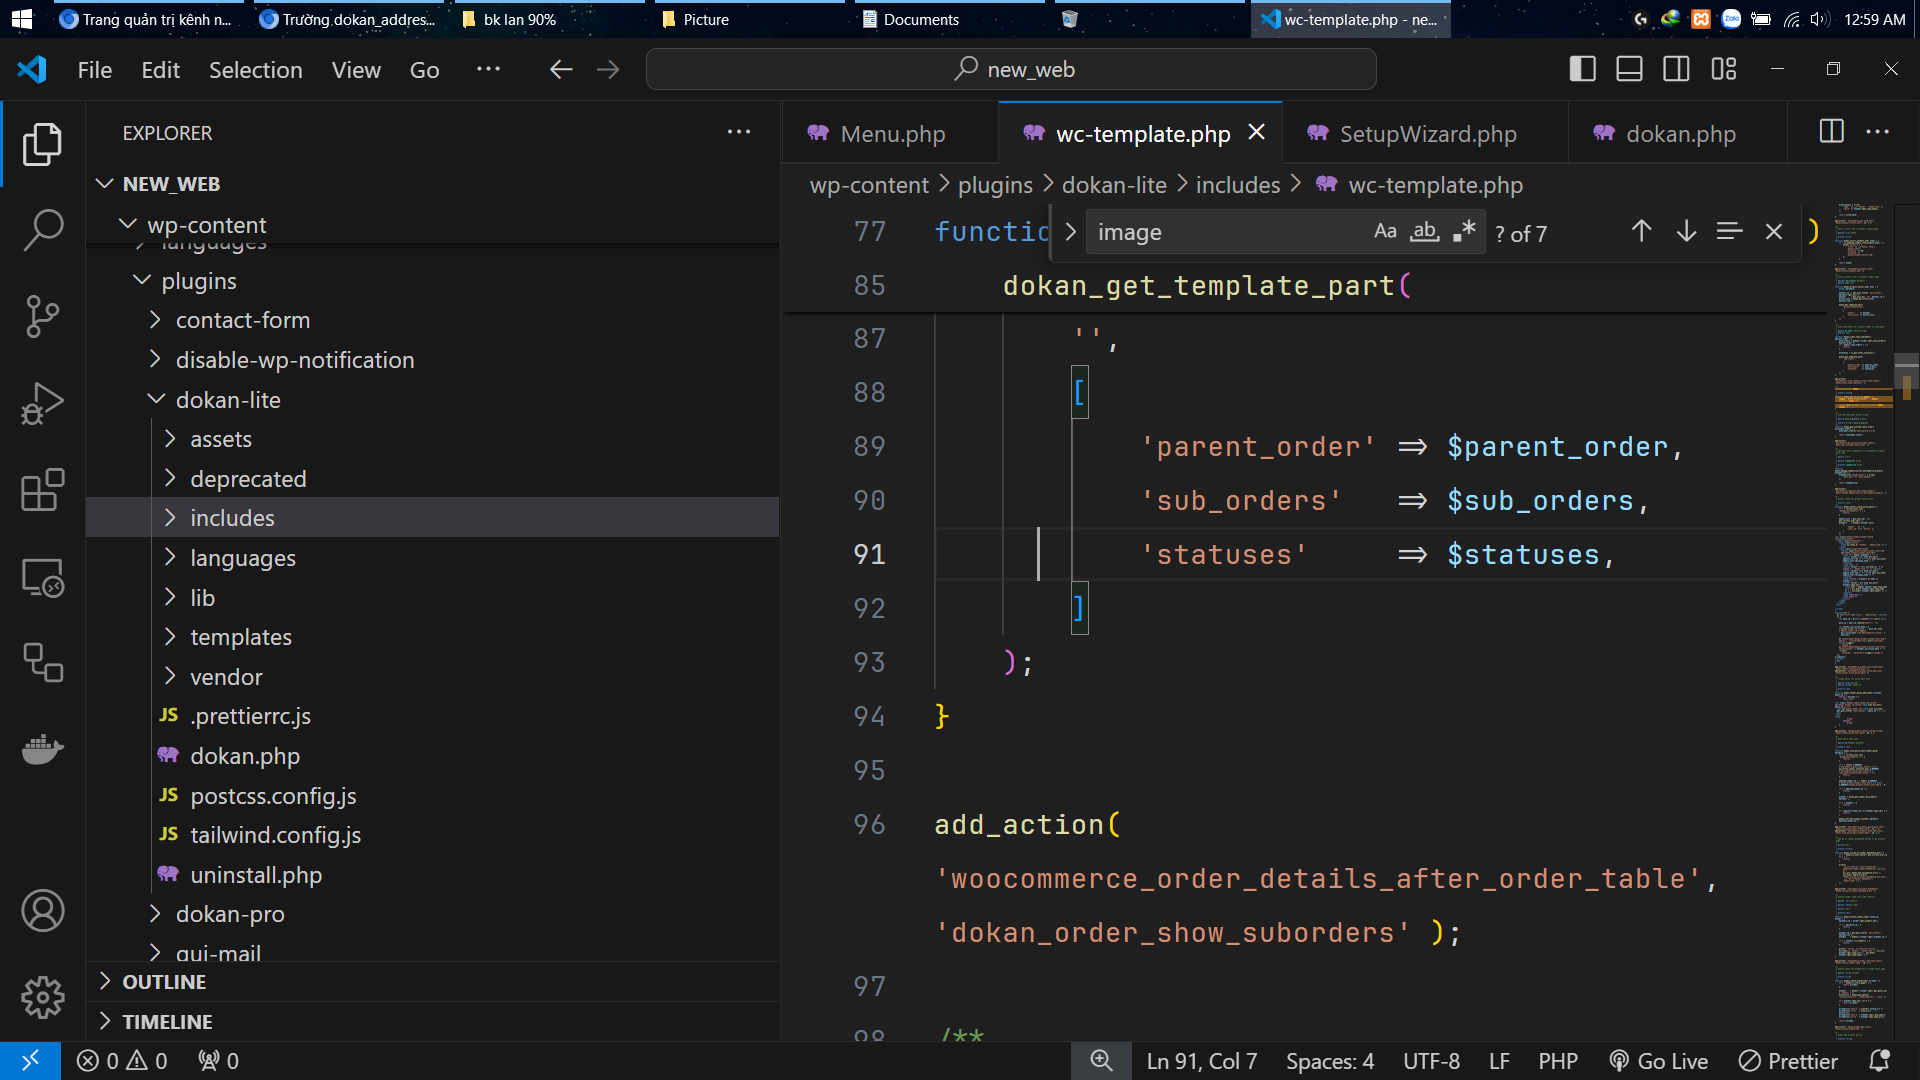 Trang quản trị kênh n...
Trường dokan_addres...
bk lan 90%
Picture
Documents
wc-template.php - ne...
Zalo
12:59 AM
File Edit Selection View Go ...
new_web
EXPLORER
Menu.php
wc-template.php
SetupWizard.php
dokan.php
NEW_WEB
wp-content
languages
plugins
contact-form
disable-wp-notification
dokan-lite
assets
deprecated
includes
languages
lib
templates
vendor
JS .prettierrc.js
dokan.php
JS postcss.config.js
JS tailwind.config.js
uninstall.php
dokan-pro
gui-mail
OUTLINE
TIMELINE
wp-content > plugins > dokan-lite > includes > wc-template.php
image
Aa ab .* ? of 7
77 functio )
85 dokan_get_template_part(
87 '',
88 [
89 'parent_order' => $parent_order,
90 'sub_orders' => $sub_orders,
91 'statuses' => $statuses,
92 ]
93 );
94 }
95
96 add_action(
'woocommerce_order_details_after_order_table',
'dokan_order_show_suborders' );
97
98 /**
0 0 0
Ln 91, Col 7 Spaces: 4 UTF-8 LF PHP Go Live Prettier